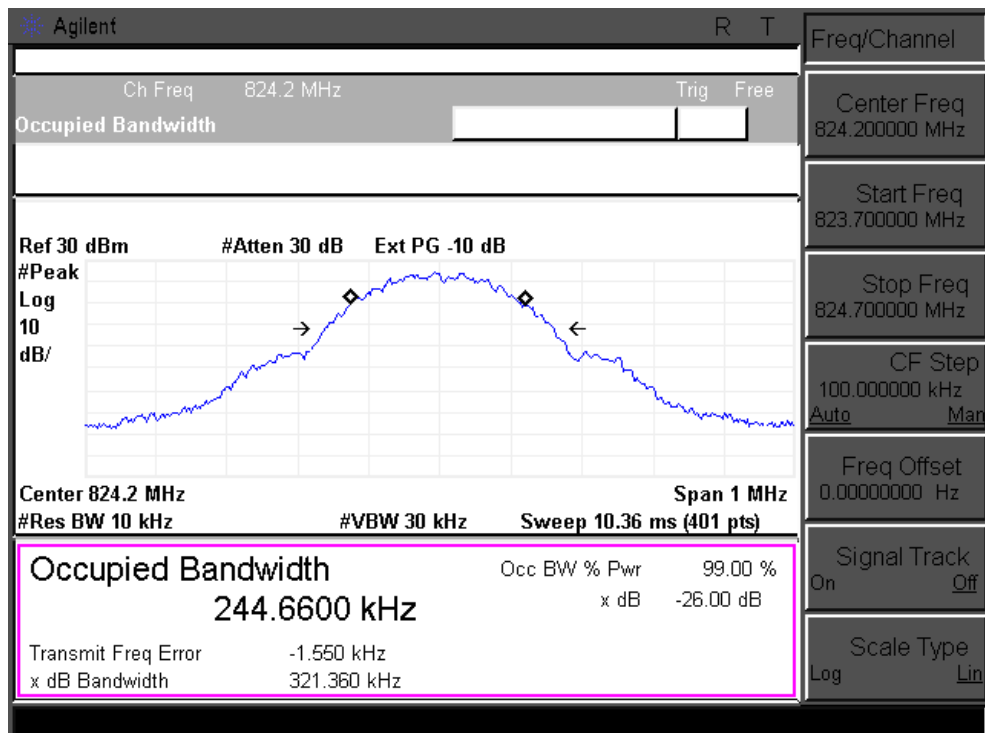 Agilent R T
Ch Freq 824.2 MHz Trig Free
Occupied Bandwidth
Ref 30 dBm #Atten 30 dB Ext PG -10 dB
#Peak
Log
10
dB/
Center 824.2 MHz Span 1 MHz
#Res BW 10 kHz #VBW 30 kHz Sweep 10.36 ms (401 pts)
Occupied Bandwidth
244.6600 kHz
Occ BW % Pwr 99.00 %
x dB -26.00 dB
Transmit Freq Error -1.550 kHz
x dB Bandwidth 321.360 kHz
Freq/Channel
Center Freq
824.200000 MHz
Start Freq
823.700000 MHz
Stop Freq
824.700000 MHz
CF Step
100.000000 kHz
Auto Man
Freq Offset
0.00000000 Hz
Signal Track
On Off
Scale Type
Log Lin